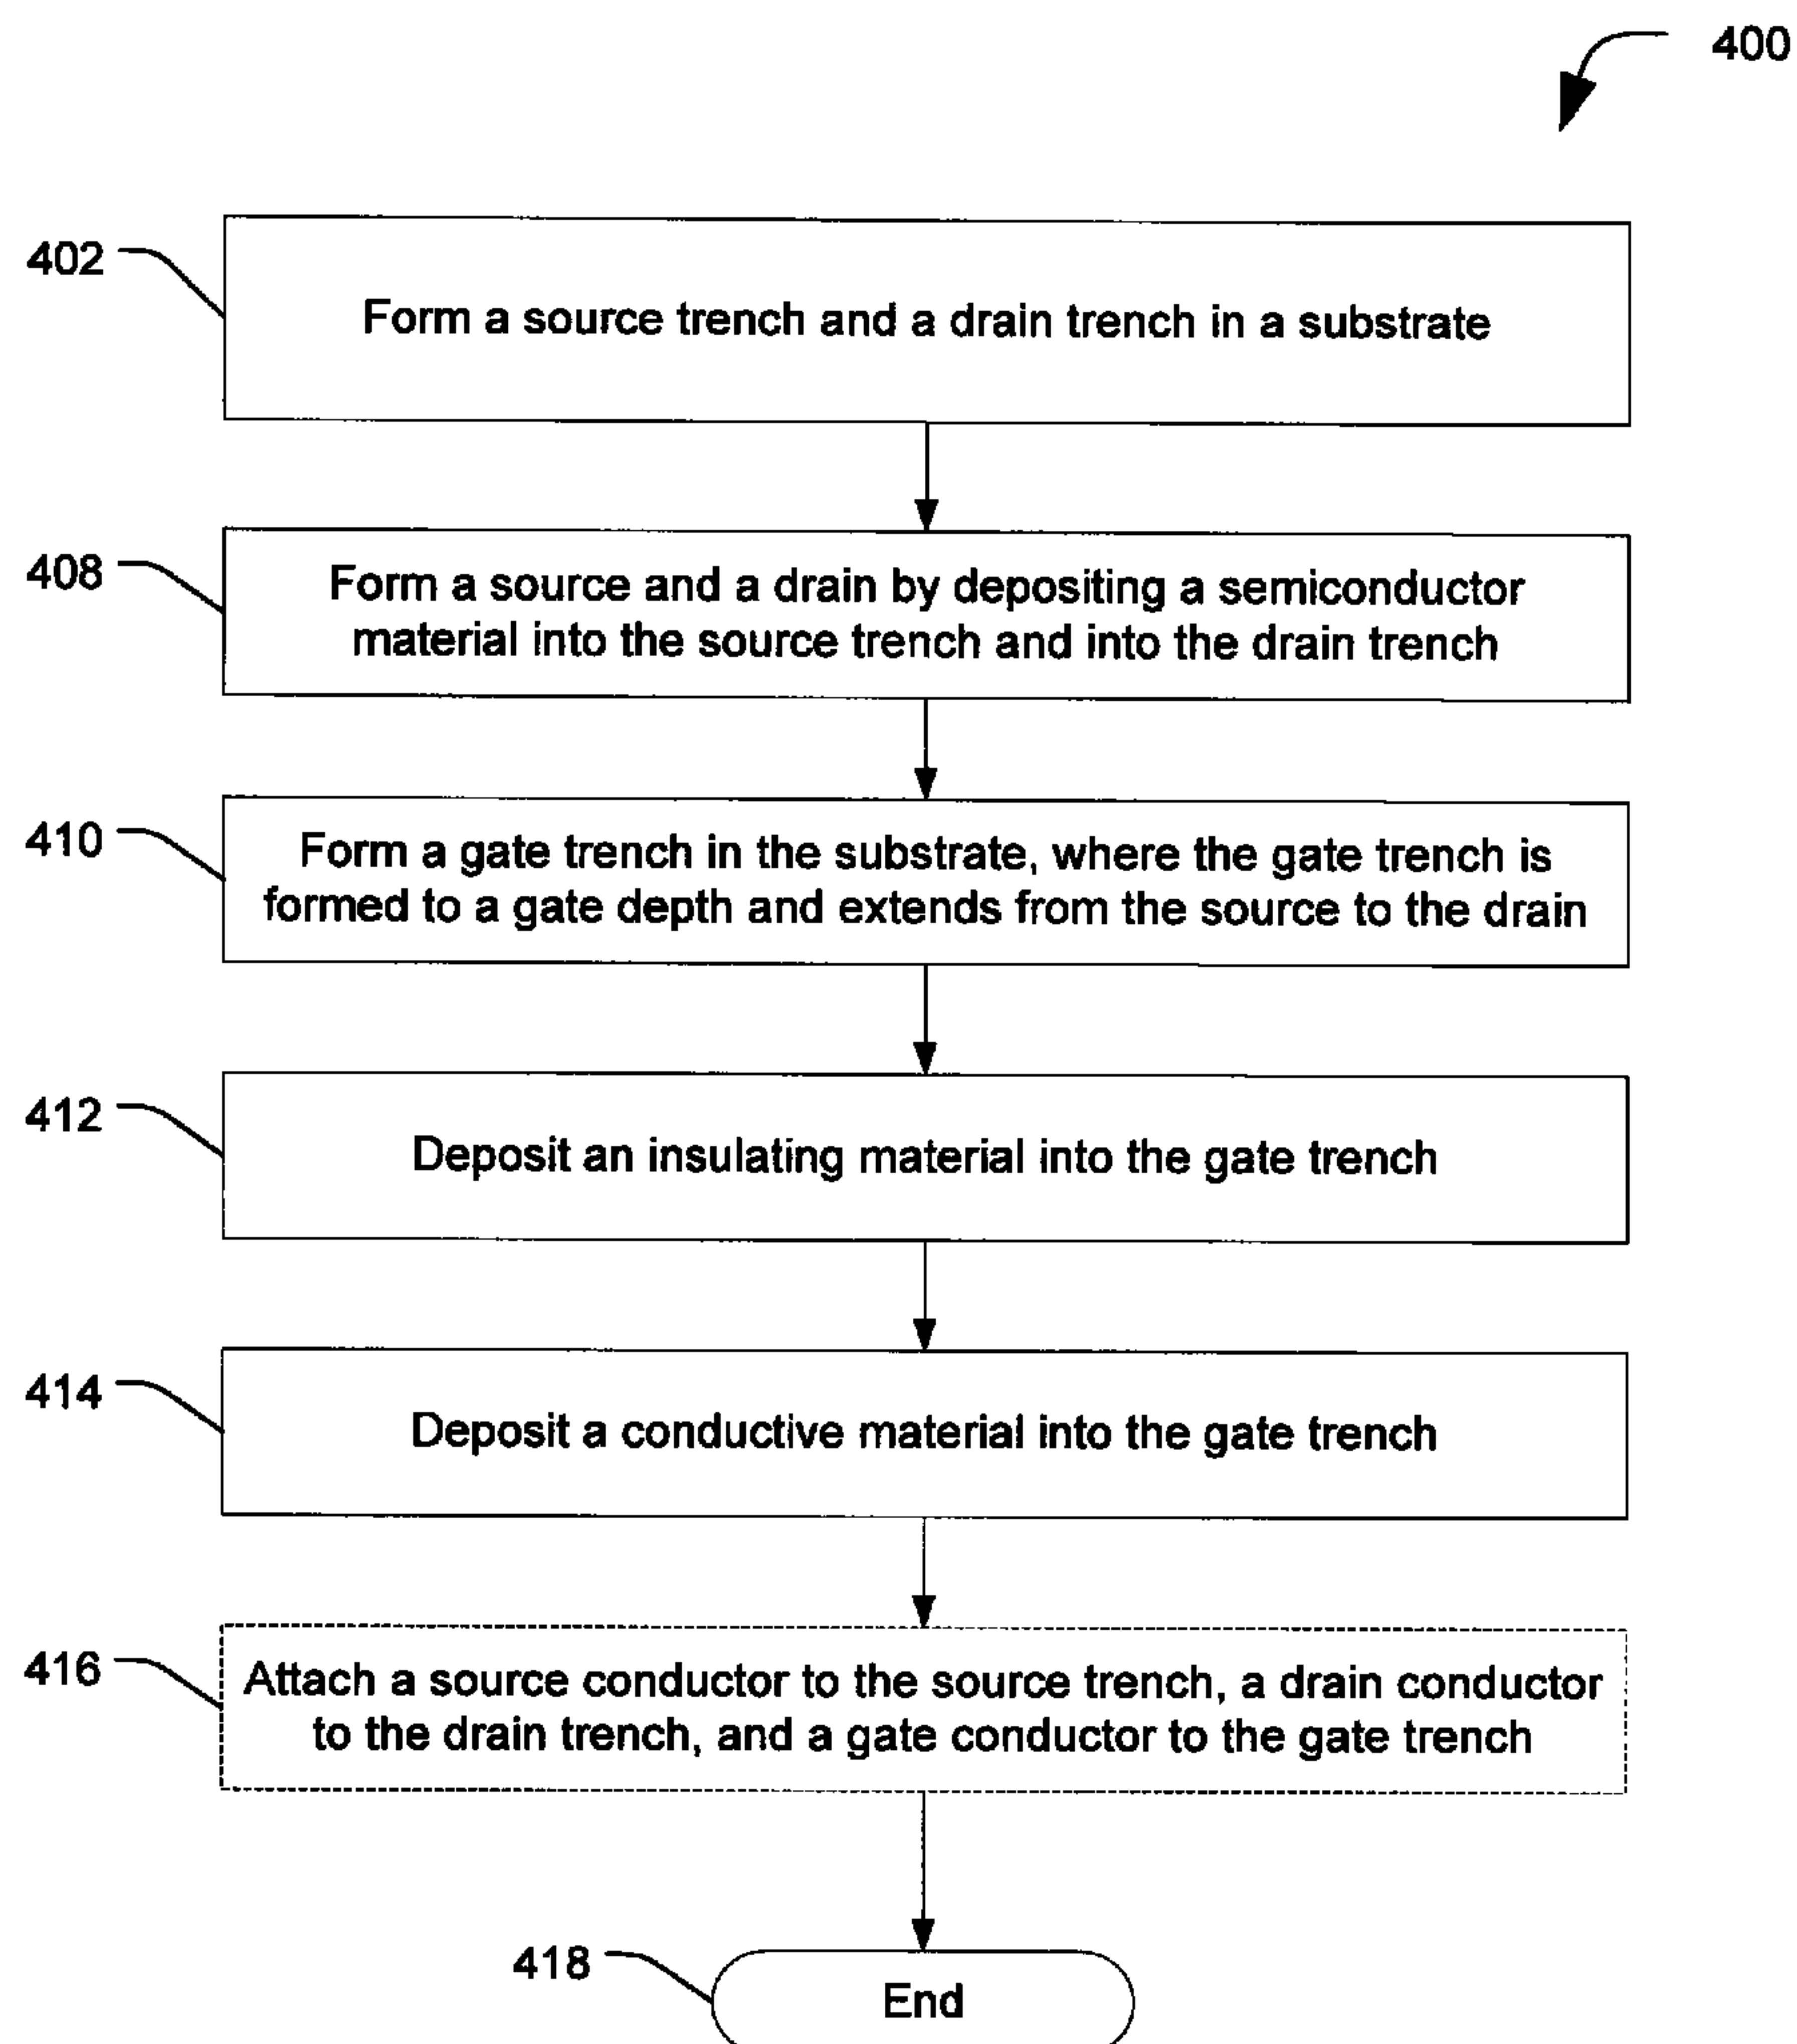 400
402
Form a source trench and a drain trench in a substrate
408
Form a source and a drain by depositing a semiconductor
material into the source trench and into the drain trench
410
Form a gate trench in the substrate, where the gate trench is
formed to a gate depth and extends from the source to the drain
412
Deposit an insulating material into the gate trench
414
Deposit a conductive material into the gate trench
416
Attach a source conductor to the source trench, a drain conductor
to the drain trench, and a gate conductor to the gate trench
418
End